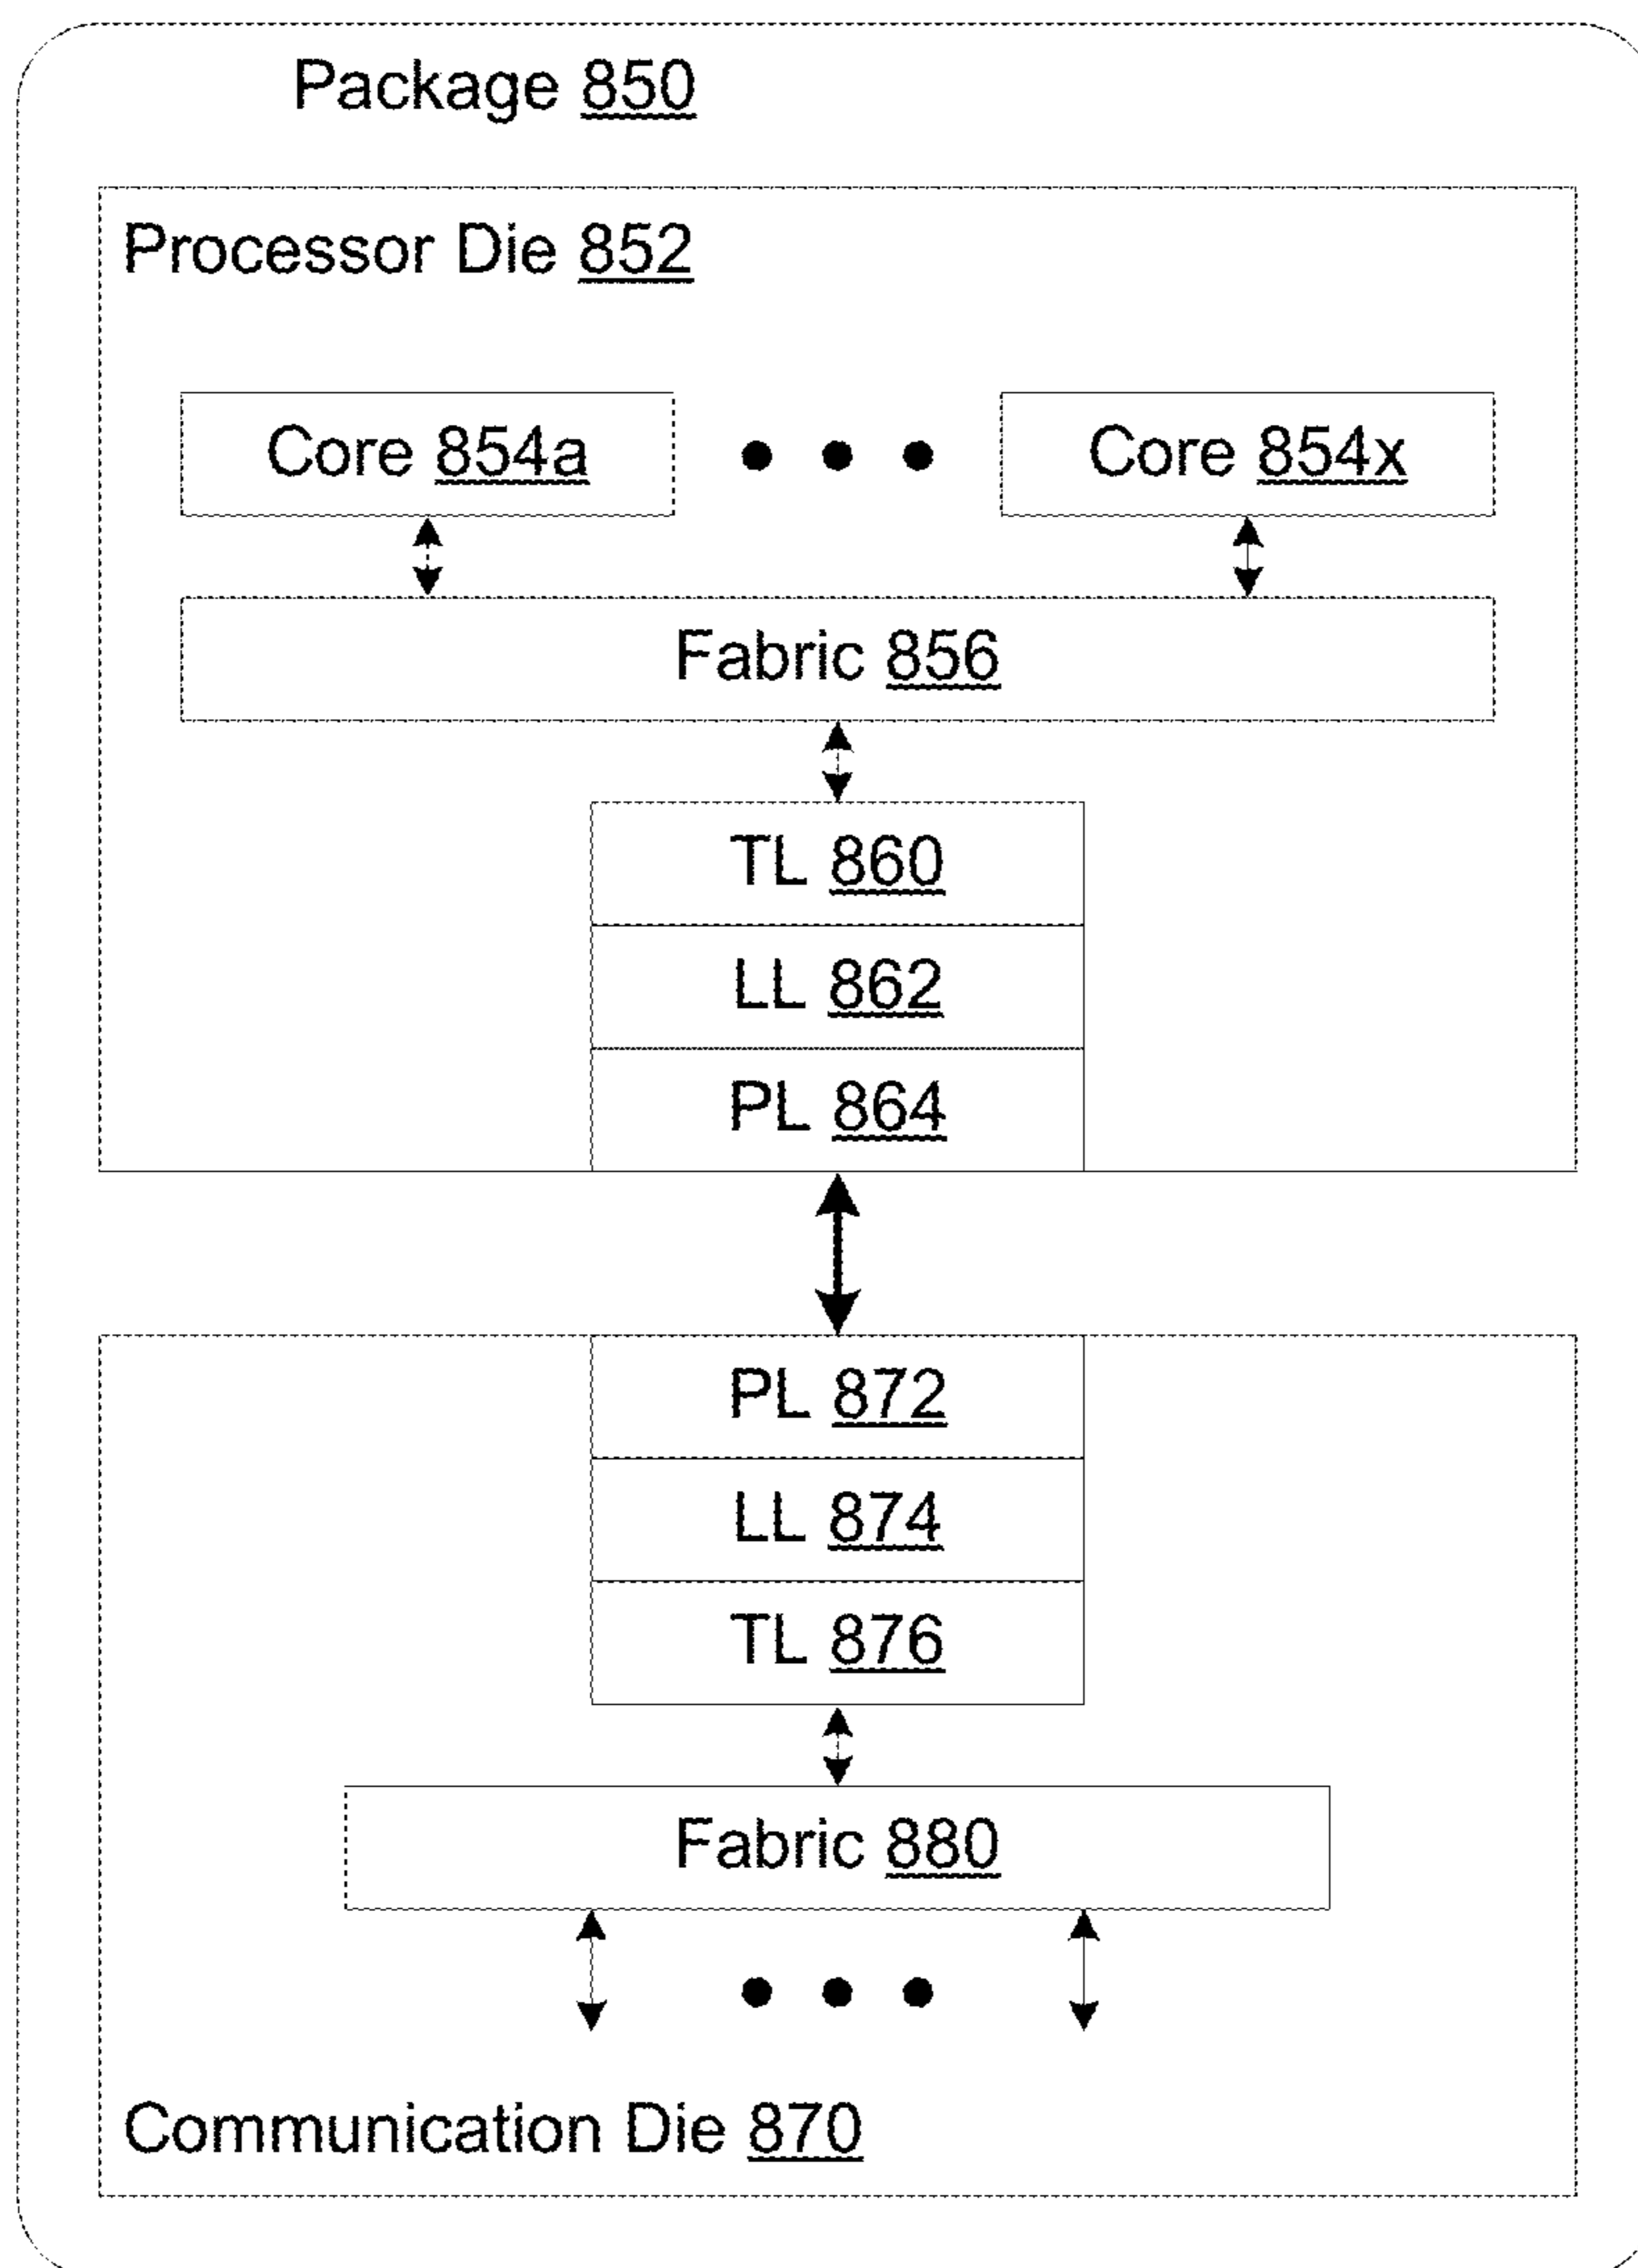 Package 850
Processor Die 852
Core 854a
Core 854x
Fabric 856
TL 860
LL 862
PL 864
PL 872
LL 874
TL 876
Fabric 880
Communication Die 870